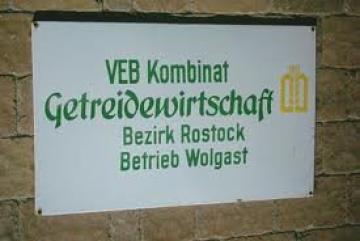 VEB Kombinat
Getreidewirtschaft
Bezirk Rostock
Betrieb Wolgast